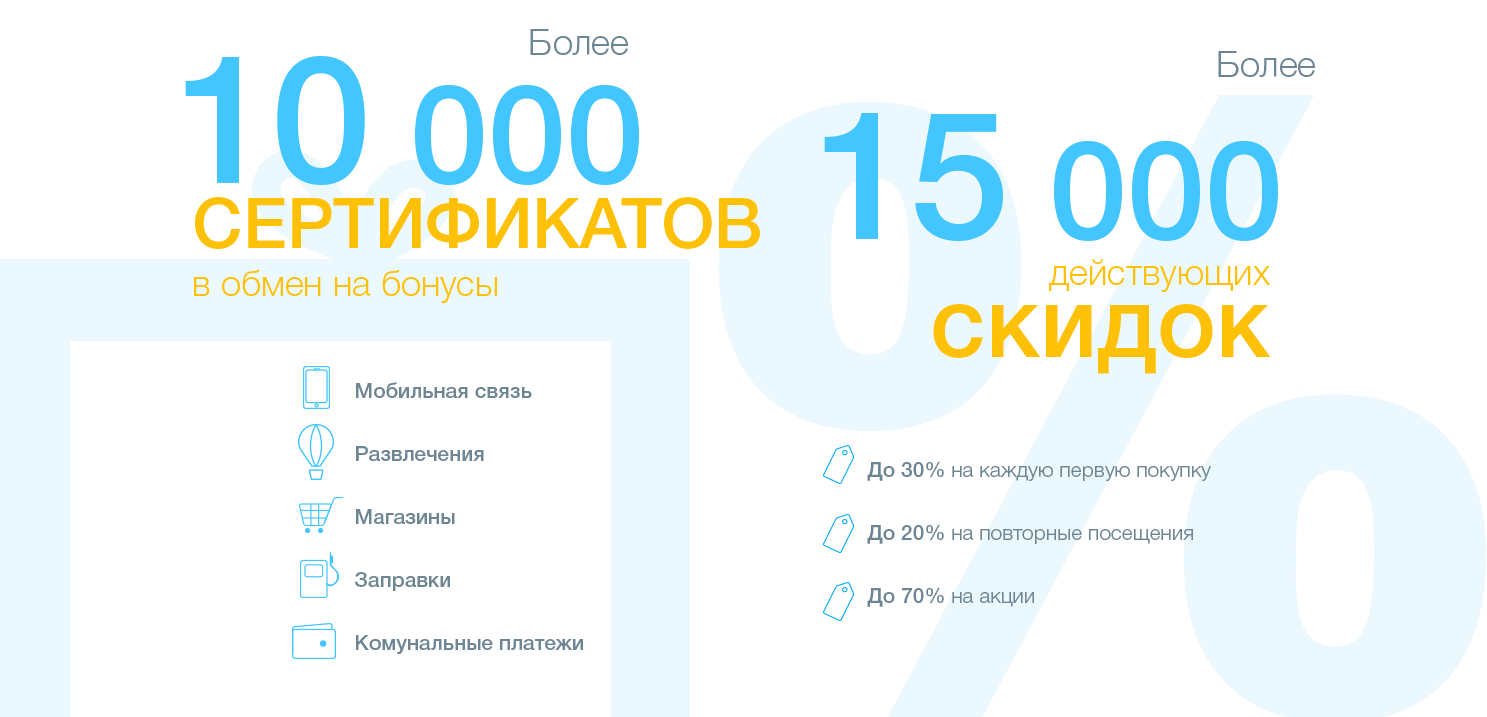 Более
10 000
СЕРТИФИКАТОВ
в обмен на бонусы
Мобильная связь
Развлечения
Магазины
Заправки
Комунальные платежи
Более
15 000
действующих
СКИДОК
До 30% на каждую первую покупку
До 20% на повторные посещения
До 70% на акции
%